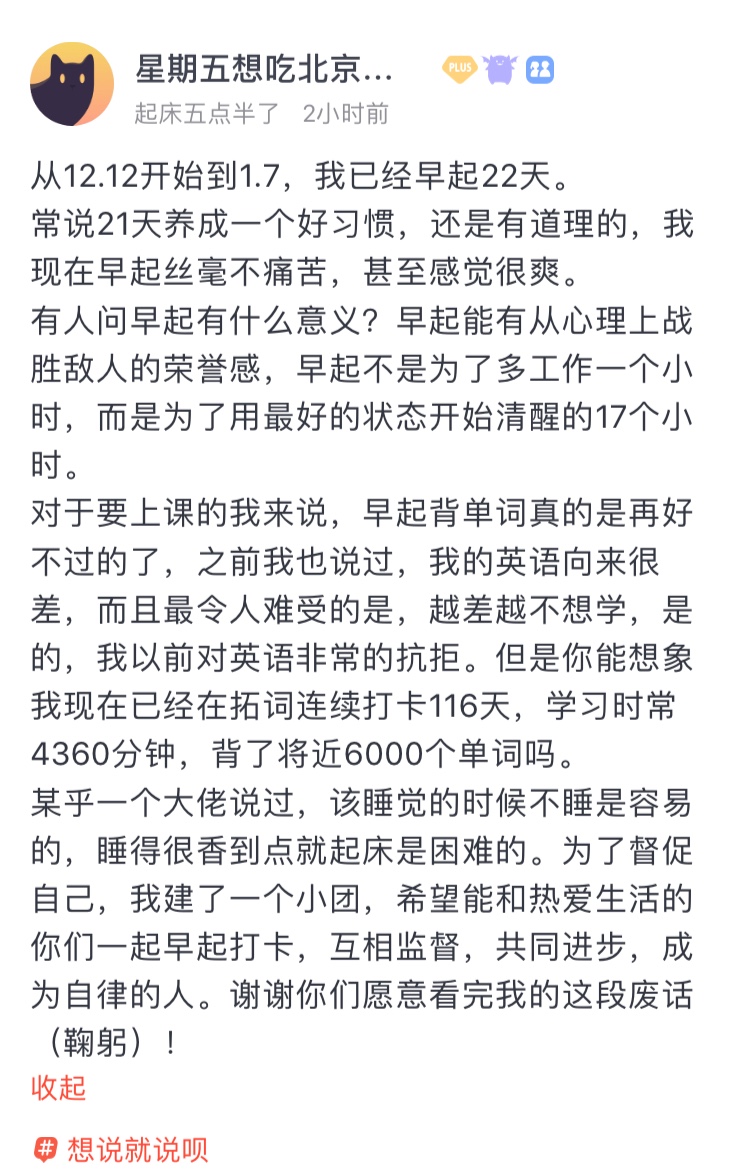 星期五想吃北京...
PLUS
起床五点半了 2小时前
从12.12开始到1.7，我已经早起22天。
常说21天养成一个好习惯，还是有道理的，我
现在早起丝毫不痛苦，甚至感觉很爽。
有人问早起有什么意义？早起能有从心理上战
胜敌人的荣誉感，早起不是为了多工作一个小
时，而是为了用最好的状态开始清醒的17个小
时。
对于要上课的我来说，早起背单词真的是再好
不过的了，之前我也说过，我的英语向来很
差，而且最令人难受的是，越差越不想学，是
的，我以前对英语非常的抗拒。但是你能想象
我现在已经在拓词连续打卡116天，学习时常
4360分钟，背了将近6000个单词吗。
某乎一个大佬说过，该睡觉的时候不睡是容易
的，睡得很香到点就起床是困难的。为了督促
自己，我建了一个小团，希望能和热爱生活的
你们一起早起打卡，互相监督，共同进步，成
为自律的人。谢谢你们愿意看完我的这段废话
（鞠躬）！
收起
# 想说就说呗